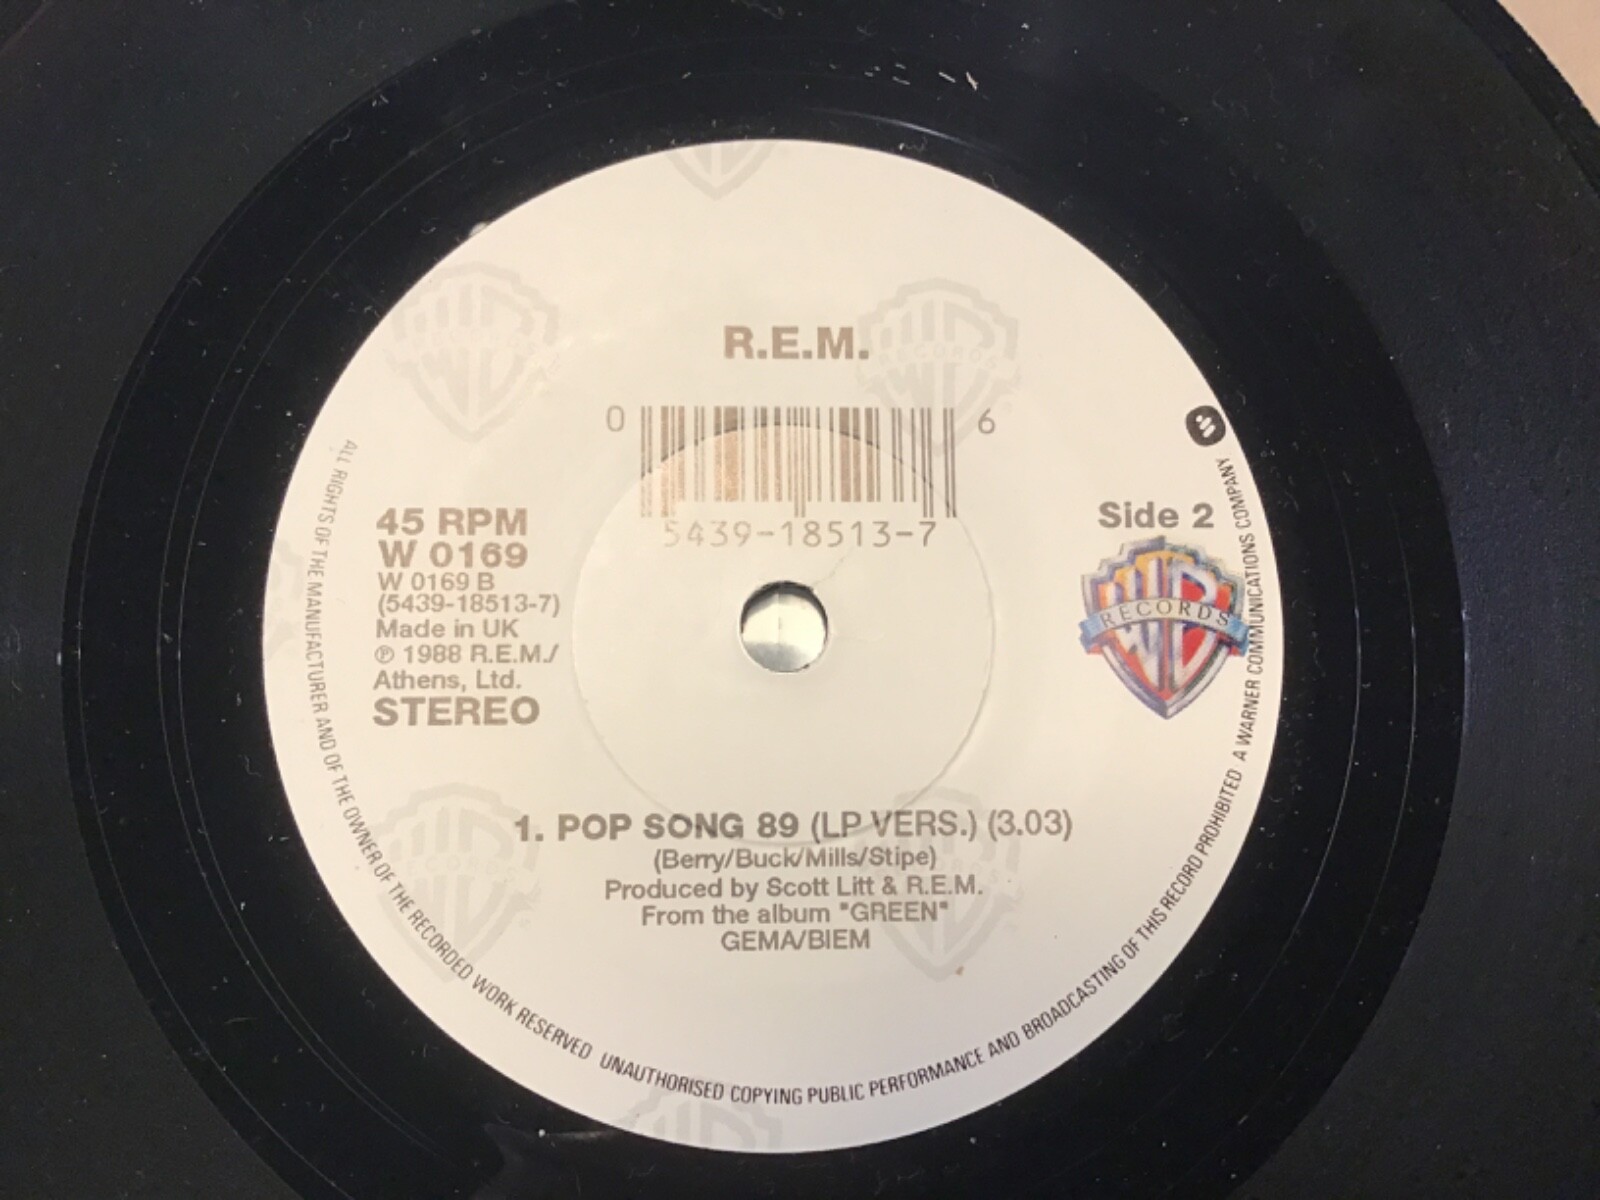 R.E.M.
0 6
5439-18513-7
45 RPM
W 0169
W 0169 B
(5439-18513-7)
Made in UK
℗ 1988 R.E.M./
Athens, Ltd.
STEREO
Side 2
WB
RECORDS
1. POP SONG 89 (LP VERS.) (3.03)
(Berry/Buck/Mills/Stipe)
Produced by Scott Litt & R.E.M.
From the album "GREEN"
GEMA/BIEM
ALL RIGHTS OF THE MANUFACTURER AND OF THE OWNER OF THE RECORDED WORK RESERVED UNAUTHORISED COPYING PUBLIC PERFORMANCE AND BROADCASTING OF THIS RECORD PROHIBITED A WARNER COMMUNICATIONS COMPANY